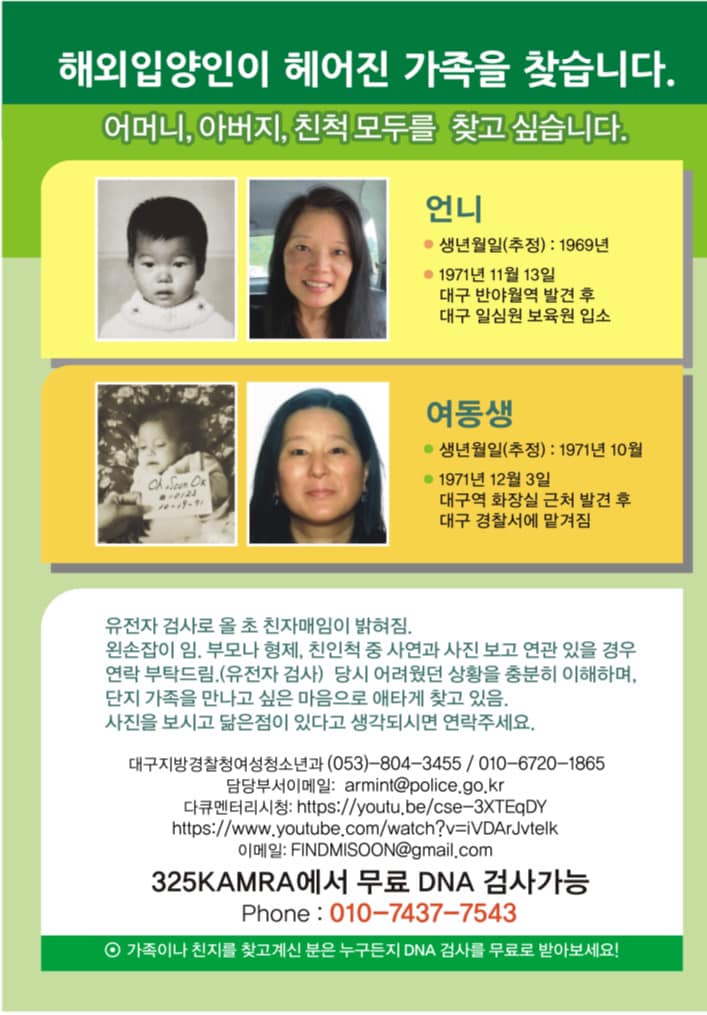 해외입양인이 헤어진 가족을 찾습니다.
어머니, 아버지, 친척 모두를 찾고 싶습니다.
언니
생년월일(추정) : 1969년
1971년 11월 13일
대구 반야월역 발견 후
대구 일심원 보육원 입소
Oh, Soon Ok
#10122
10-19-71
여동생
생년월일(추정) : 1971년 10월
1971년 12월 3일
대구역 화장실 근처 발견 후
대구 경찰서에 맡겨짐
유전자 검사로 올 초 친자매임이 밝혀짐.
왼손잡이 임. 부모나 형제, 친인척 중 사연과 사진 보고 연관 있을 경우
연락 부탁드림.(유전자 검사) 당시 어려웠던 상황을 충분히 이해하며,
단지 가족을 만나고 싶은 마음으로 애타게 찾고 있음.
사진을 보시고 닮은점이 있다고 생각되시면 연락주세요.
대구지방경찰청여성청소년과 (053)-804-3455 / 010-6720-1865
담당부서이메일: armint@police.go.kr
다큐멘터리시청: https://youtu.be/cse-3XTEqDY
https://www.youtube.com/watch?v=iVDArJvtelk
이메일: FINDMISOON@gmail.com
325KAMRA에서 무료 DNA 검사가능
Phone : 010-7437-7543
가족이나 친지를 찾고계신 분은 누구든지 DNA 검사를 무료로 받아보세요!